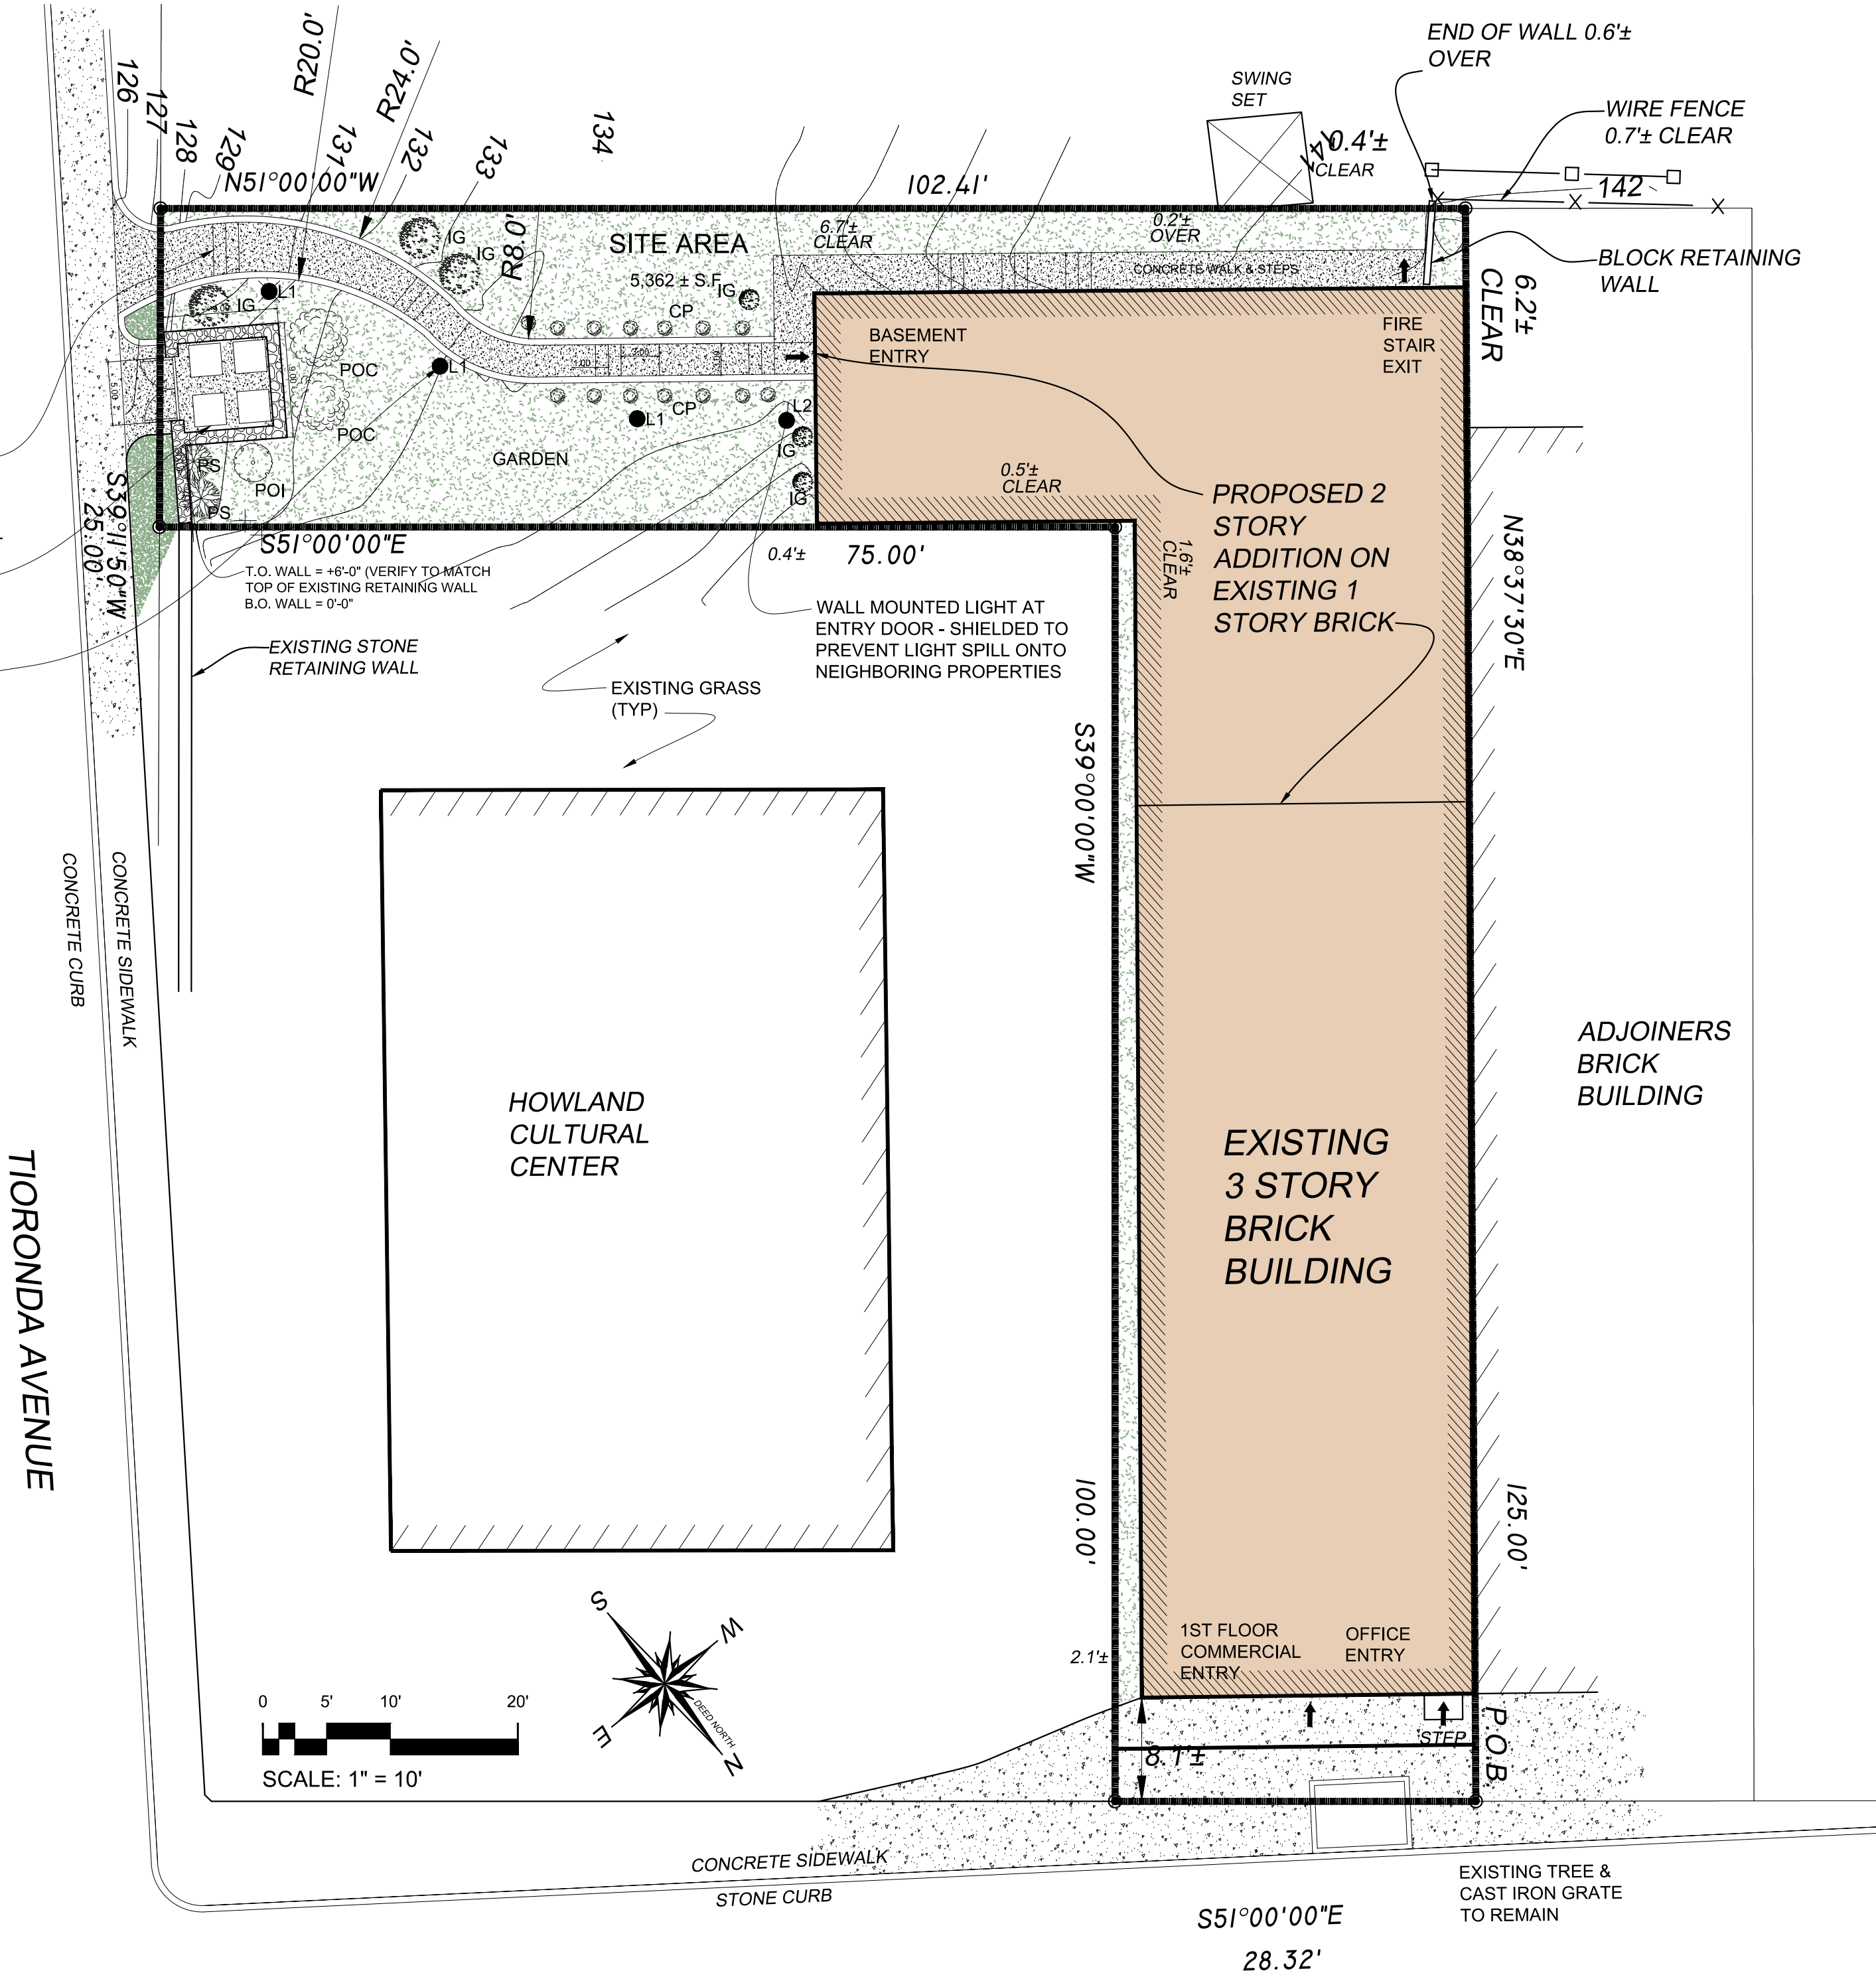 END OF WALL 0.6'±
OVER
SWING
SET
WIRE FENCE
0.7'± CLEAR
0.4'±
CLEAR
142
126
127
128
129
R20.0'
131
R24.0'
132
133
134
N51°00'00"W
102.41'
SITE AREA
5,362 ± S.F.
6.7'±
CLEAR
0.2'±
OVER
CONCRETE WALK & STEPS
BLOCK RETAINING
WALL
6.2'±
CLEAR
R8.0'
IG
IG
IG
IG
CP
L1
L1
L1
L2
CP
IG
IG
POC
POC
POI
PS
PS
5.00
9.00
1.00
3.00
GARDEN
BASEMENT
ENTRY
FIRE
STAIR
EXIT
0.5'±
CLEAR
1.6'±
CLEAR
PROPOSED 2
STORY
ADDITION ON
EXISTING 1
STORY BRICK
N38°37'30"E
S39°11'50"W
25.00'
S51°00'00"E
0.4'±
75.00'
T.O. WALL = +6'-0" (VERIFY TO MATCH
TOP OF EXISTING RETAINING WALL
B.O. WALL = 0'-0"
EXISTING STONE
RETAINING WALL
WALL MOUNTED LIGHT AT
ENTRY DOOR - SHIELDED TO
PREVENT LIGHT SPILL ONTO
NEIGHBORING PROPERTIES
EXISTING GRASS
(TYP)
S39°00'00"W
CONCRETE CURB
CONCRETE SIDEWALK
TIORONDA AVENUE
HOWLAND
CULTURAL
CENTER
EXISTING
3 STORY
BRICK
BUILDING
ADJOINERS
BRICK
BUILDING
100.00'
125.00'
1ST FLOOR
COMMERCIAL
ENTRY
OFFICE
ENTRY
2.1'±
8.1'±
STEP
P.O.B
S
W
E
N
DEED NORTH
0 5' 10' 20'
SCALE: 1" = 10'
CONCRETE SIDEWALK
STONE CURB
EXISTING TREE &
CAST IRON GRATE
TO REMAIN
S51°00'00"E
28.32'